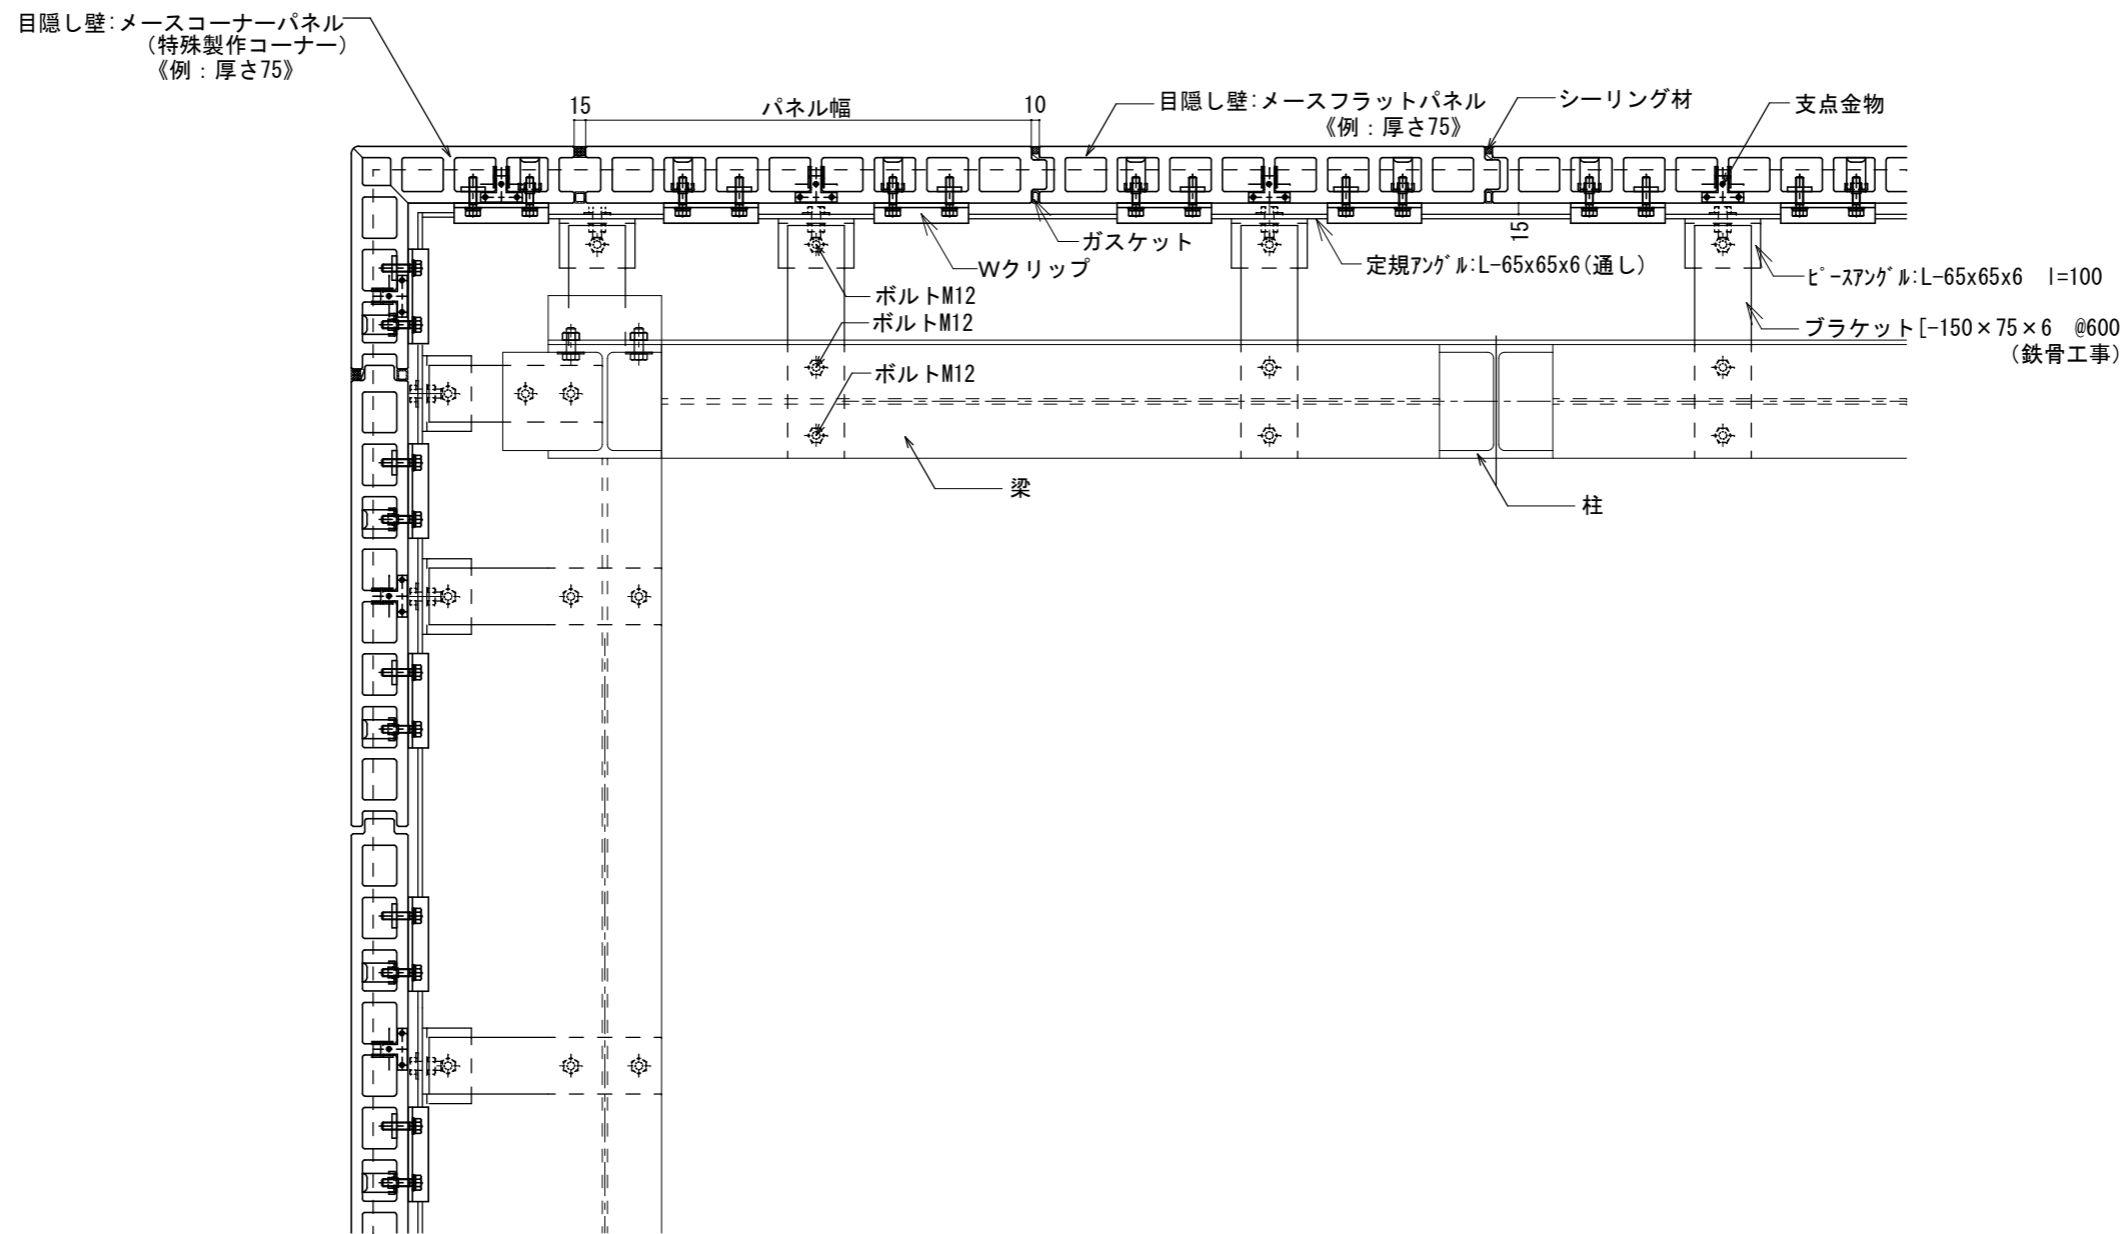 目隠し壁:メースコーナーパネル
(特殊製作コーナー)
《例：厚さ75》
15
パネル幅
10
目隠し壁:メースフラットパネル
《例：厚さ75》
シーリング材
支点金物
ガスケット
Wクリップ
15
定規ｱﾝｸﾞﾙ:L-65x65x6(通し)
ﾋﾟｰｽｱﾝｸﾞﾙ:L-65x65x6 l=100
ボルトM12
ボルトM12
ボルトM12
ブラケット[-150×75×6 @600
(鉄骨工事)
梁
柱